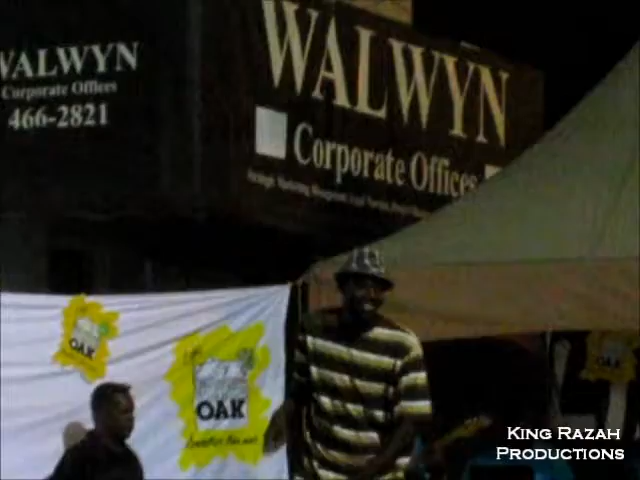 WALWYN
Corporate Offices
466-2821
WALWYN
Corporate Offices
OAK
OAK
OAK
KING RAZAH
PRODUCTIONS